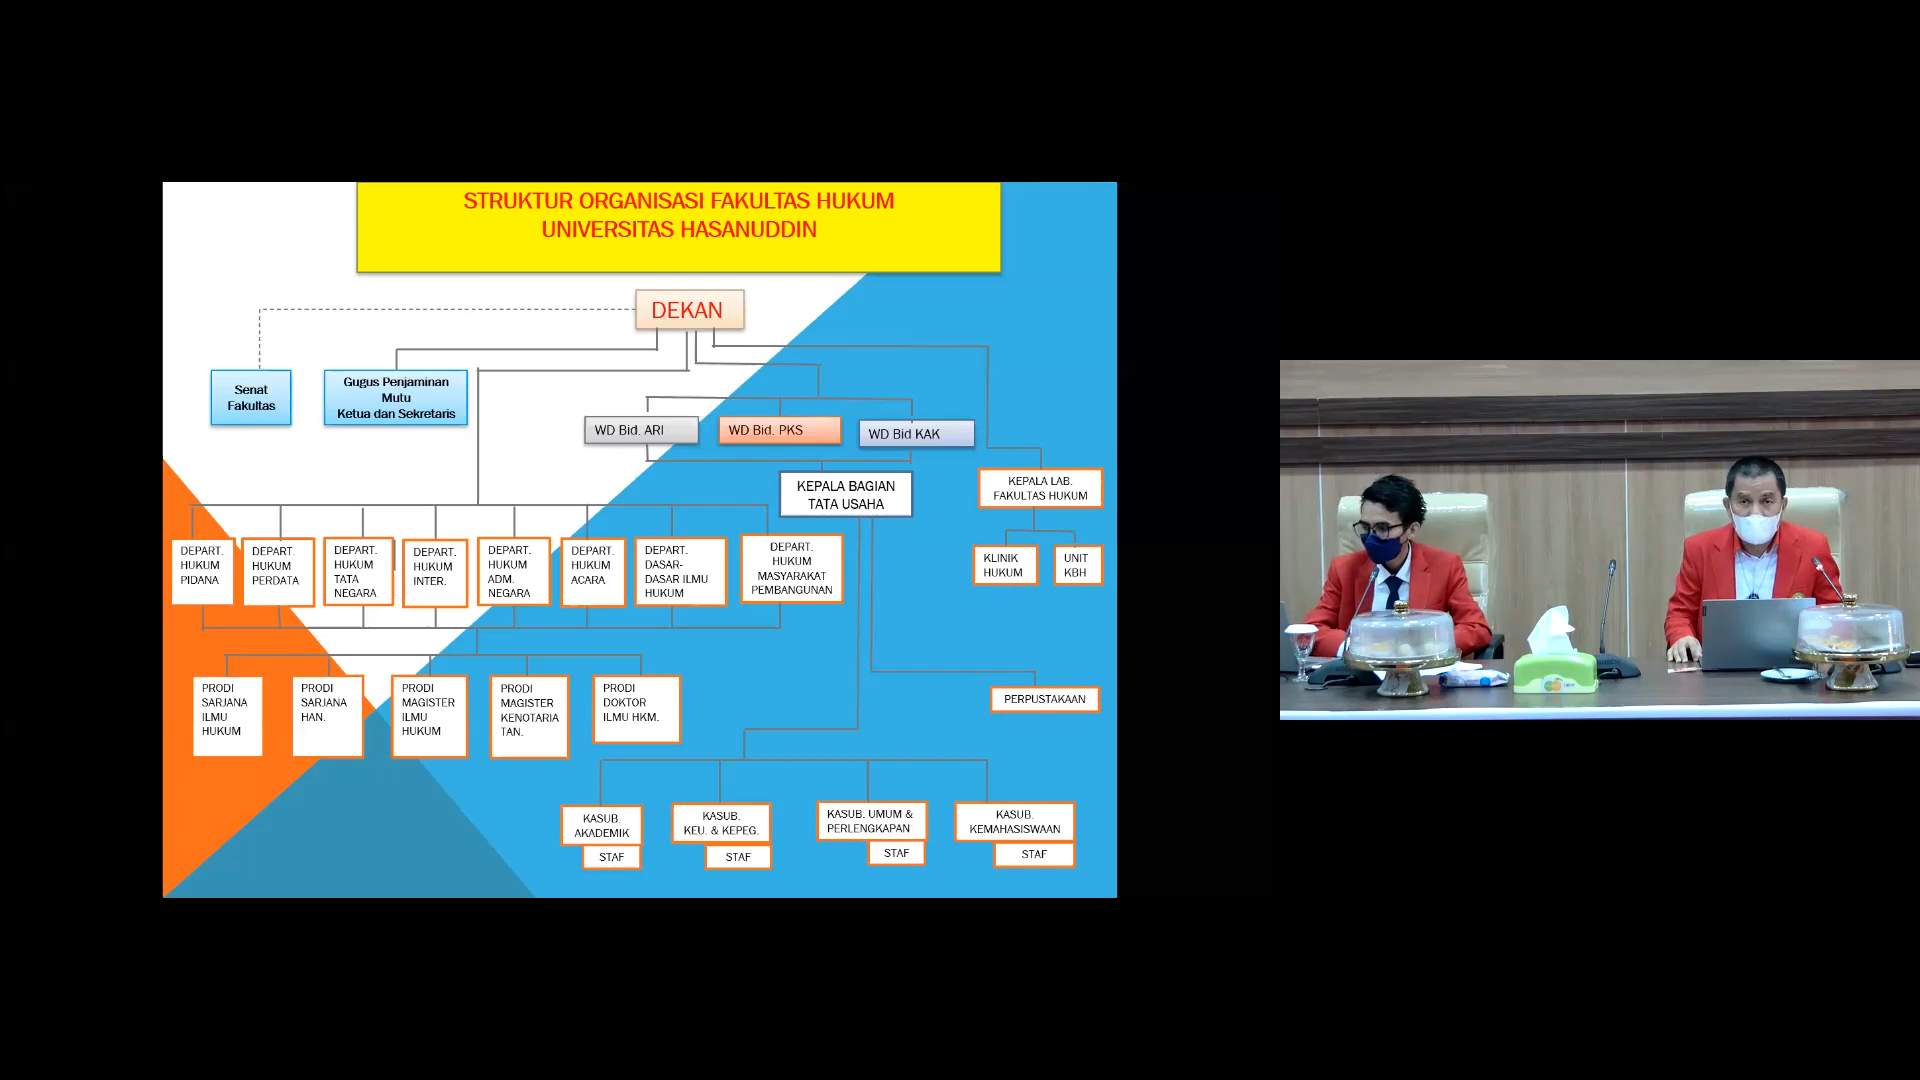 STRUKTUR ORGANISASI FAKULTAS HUKUM
UNIVERSITAS HASANUDDIN
DEKAN
Senat
Fakultas
Gugus Penjaminan
Mutu
Ketua dan Sekretaris
WD Bid. ARI
WD Bid. PKS
WD Bid KAK
KEPALA BAGIAN
TATA USAHA
KEPALA LAB.
FAKULTAS HUKUM
KLINIK
HUKUM
UNIT
KBH
DEPART.
HUKUM
PIDANA
DEPART.
HUKUM
PERDATA
DEPART.
HUKUM
TATA
NEGARA
DEPART.
HUKUM
INTER.
DEPART.
HUKUM
ADM.
NEGARA
DEPART.
HUKUM
ACARA
DEPART.
DASAR-
DASAR ILMU
HUKUM
DEPART.
HUKUM
MASYARAKAT
PEMBANGUNAN
PRODI
SARJANA
ILMU
HUKUM
PRODI
SARJANA
HAN.
PRODI
MAGISTER
ILMU
HUKUM
PRODI
MAGISTER
KENOTARIA
TAN.
PRODI
DOKTOR
ILMU HKM.
PERPUSTAKAAN
KASUB.
AKADEMIK
STAF
KASUB.
KEU. & KEPEG.
STAF
KASUB. UMUM &
PERLENGKAPAN
STAF
KASUB.
KEMAHASISWAAN
STAF